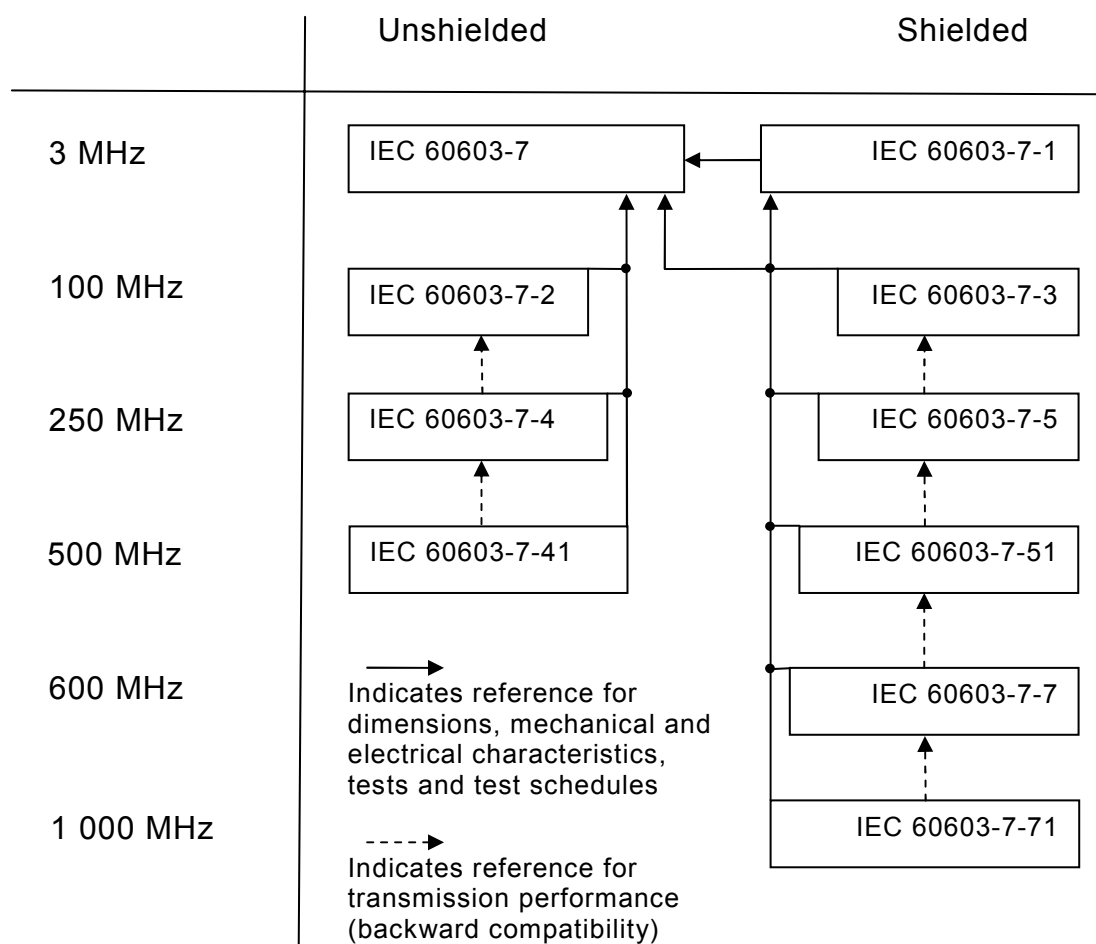 Unshielded Shielded
3 MHz IEC 60603-7 IEC 60603-7-1
100 MHz IEC 60603-7-2 IEC 60603-7-3
250 MHz IEC 60603-7-4 IEC 60603-7-5
500 MHz IEC 60603-7-41 IEC 60603-7-51
600 MHz IEC 60603-7-7
Indicates reference for
dimensions, mechanical and
electrical characteristics,
tests and test schedules
1 000 MHz IEC 60603-7-71
Indicates reference for
transmission performance
(backward compatibility)